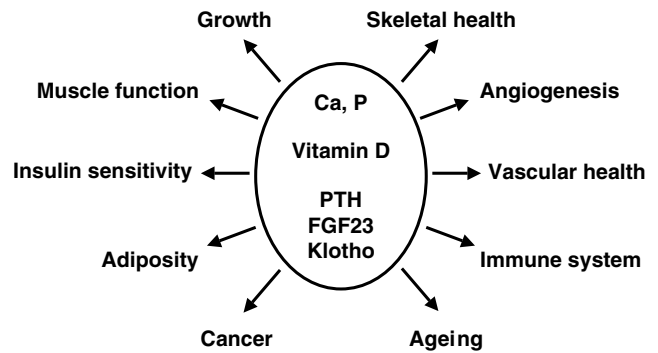 Growth
Skeletal health
Muscle function
Ca, P
Angiogenesis
Vitamin D
Insulin sensitivity
Vascular health
PTH
FGF23
Klotho
Adiposity
Immune system
Cancer
Ageing